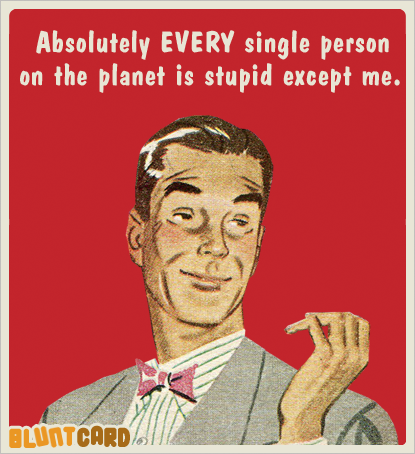 Absolutely EVERY single person
on the planet is stupid except me.
BLUNTCARD